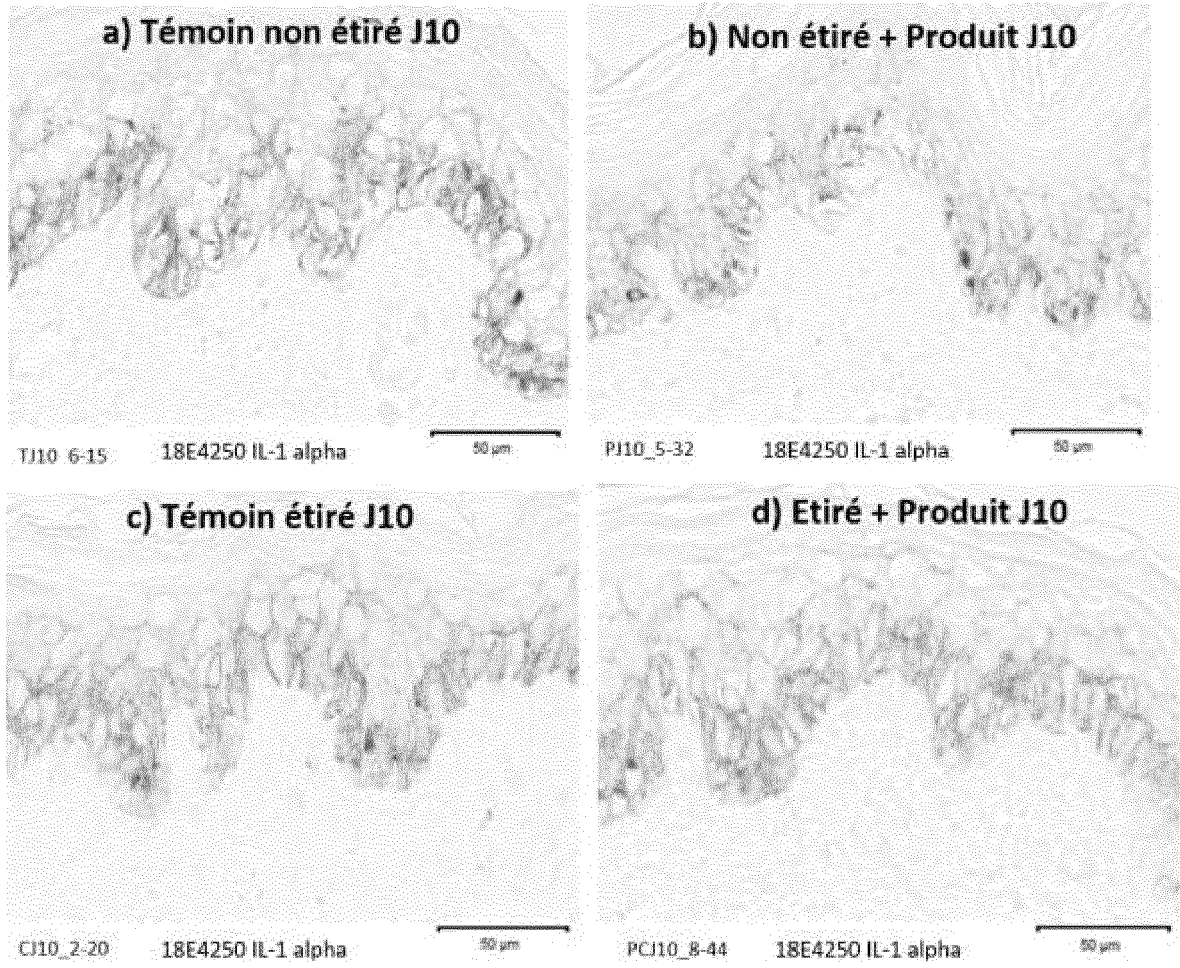 a) Témoin non étiré J10
b) Non étiré + Produit J10
50 µm
50 µm
TJ10_6-15 18E4250 IL-1 alpha
PJ10_5-32 18E4250 IL-1 alpha
c) Témoin étiré J10
d) Etiré + Produit J10
50 µm
50 µm
CJ10_2-20 18E4250 IL-1 alpha
PCJ10_8-44 18E4250 IL-1 alpha